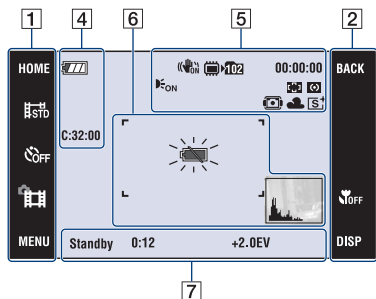 1 4 6 5 2
HOME ON 102 00:00:00 BACK
STD ON
C:32:00 S+
OFF
OFF
MENU Standby 0:12 +2.0EV DISP
7